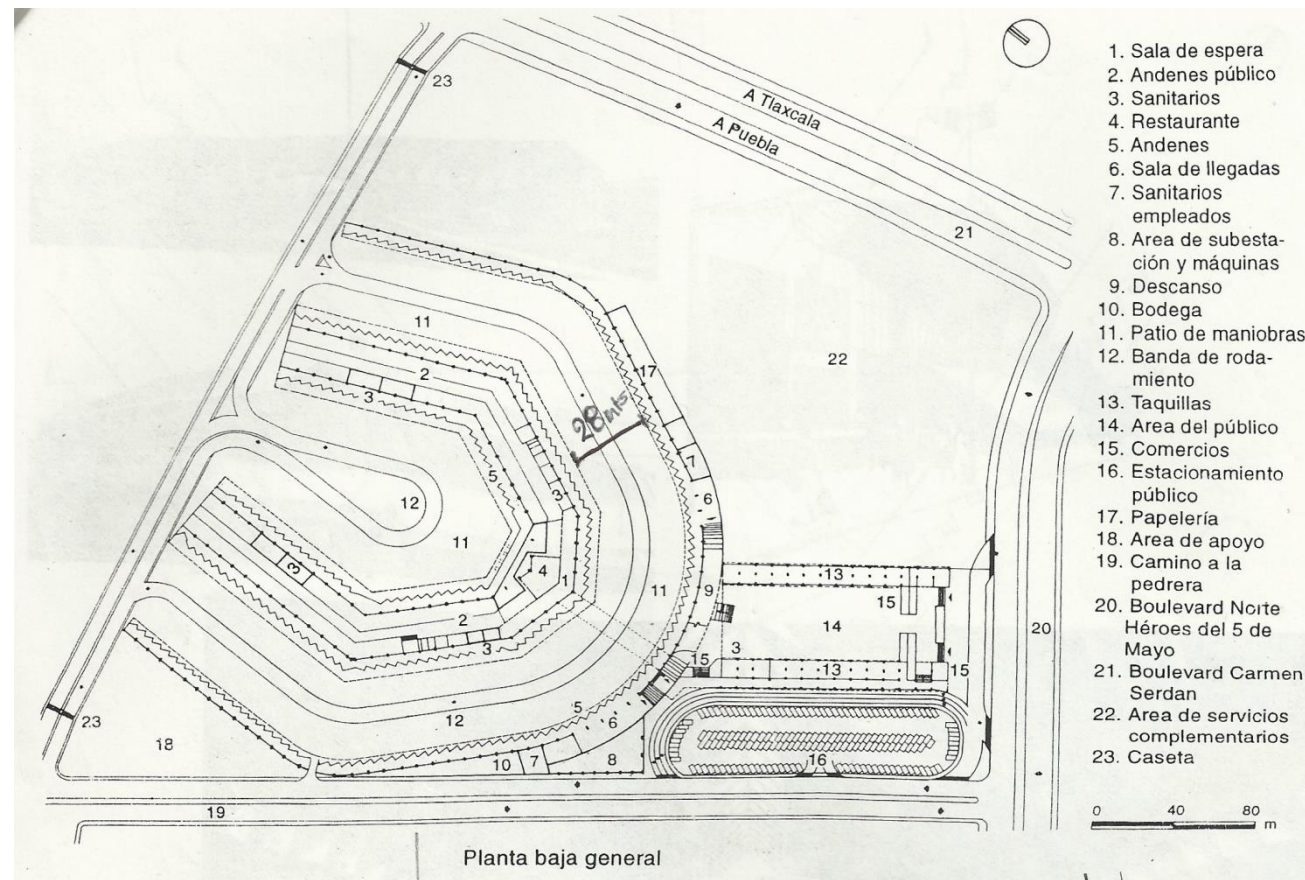 1. Sala de espera
2. Andenes público
3. Sanitarios
4. Restaurante
5. Andenes
6. Sala de llegadas
7. Sanitarios
empleados
8. Area de subesta-
ción y máquinas
9. Descanso
10. Bodega
11. Patio de maniobras
12. Banda de roda-
miento
13. Taquillas
14. Area del público
15. Comercios
16. Estacionamiento
público
17. Papelería
18. Area de apoyo
19. Camino a la
pedrera
20. Boulevard Norte
Héroes del 5 de
Mayo
21. Boulevard Carmen
Serdan
22. Area de servicios
complementarios
23. Caseta
0 40 80 m
23
A Tlaxcala
A Puebla
21
11
22
2
17
3
28 mts
5
7
12
3
6
11
13
3
4
1
11
9
15
14
20
2
3
15
3
13
15
23
12
5
6
18
10
7
8
16
19
Planta baja general